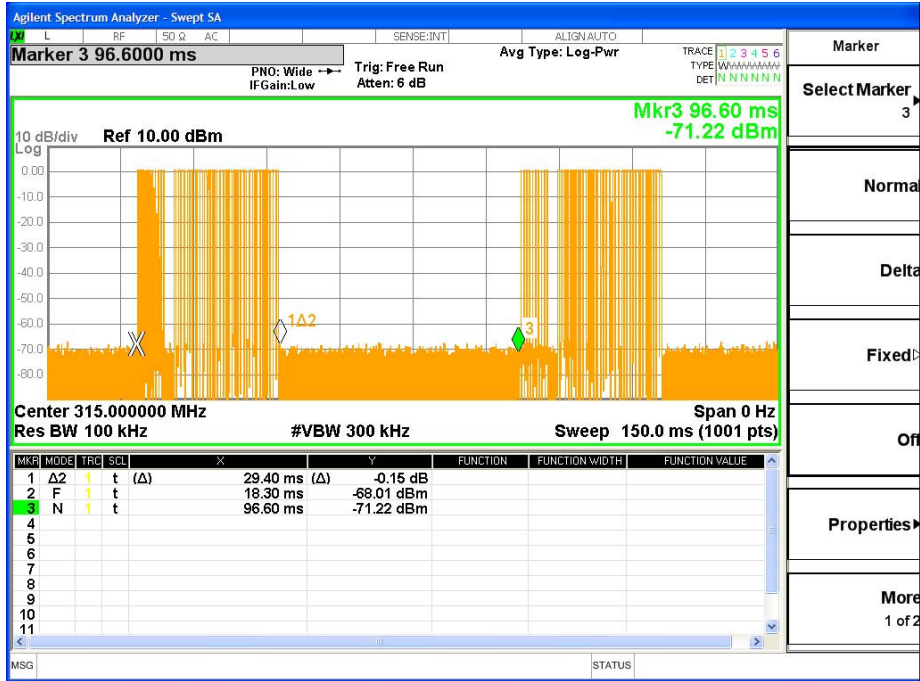 Agilent Spectrum Analyzer - Swept SA
LXI L RF 50 Ω AC SENSE:INT ALIGN AUTO
Marker 3 96.6000 ms
PNO: Wide
IFGain:Low
Trig: Free Run
Atten: 6 dB
Avg Type: Log-Pwr
TRACE 1 2 3 4 5 6
TYPE WWWWWW
DET N N N N N N
Mkr3 96.60 ms
-71.22 dBm
10 dB/div Ref 10.00 dBm
Log
0.00
-10.0
-20.0
-30.0
-40.0
-50.0
-60.0
-70.0
-80.0
X
1Δ2
3
Center 315.000000 MHz Span 0 Hz
Res BW 100 kHz #VBW 300 kHz Sweep 150.0 ms (1001 pts)
MKR MODE TRC SCL X Y FUNCTION FUNCTION WIDTH FUNCTION VALUE
1 Δ2 1 t (Δ) 29.40 ms (Δ) -0.15 dB
2 F 1 t 18.30 ms -68.01 dBm
3 N 1 t 96.60 ms -71.22 dBm
4
5
6
7
8
9
10
11
MSG STATUS
Marker
Select Marker
3
Normal
Delta
Fixed
Off
Properties
More
1 of 2